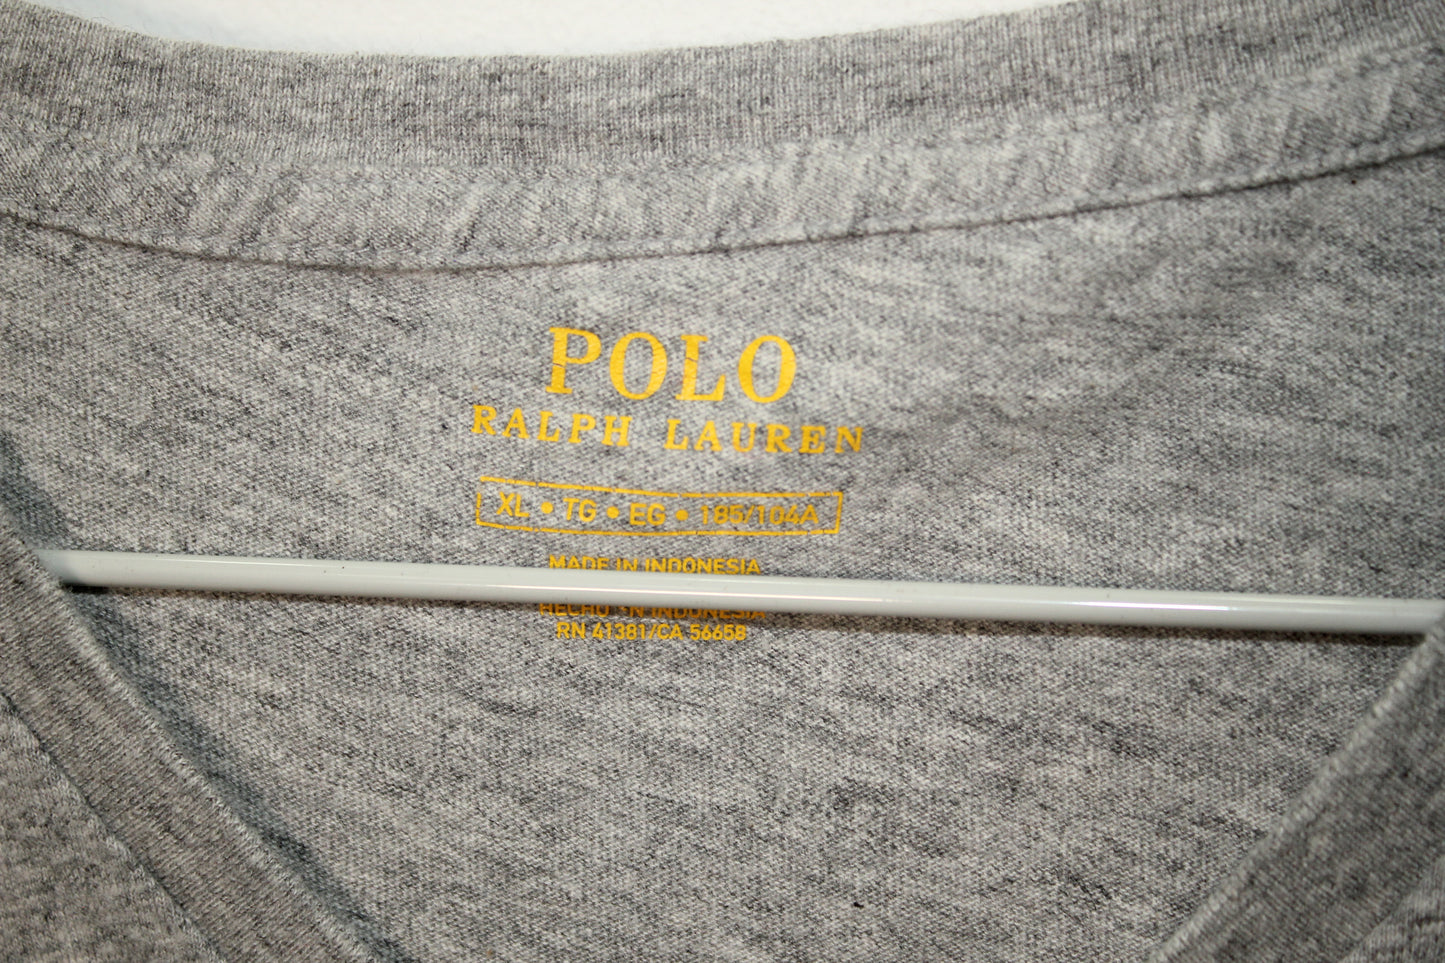 POLO
RALPH LAUREN
XL • TG • EG • 185/104A
MADE IN INDONESIA
HECHO EN INDONESIA
RN 41381/CA 56658